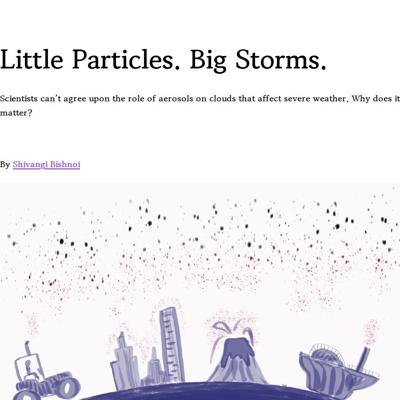 Little Particles. Big Storms.
Scientists can't agree upon the role of aerosols on clouds that affect severe weather. Why does it
matter?
By Shivangi Bishnoi